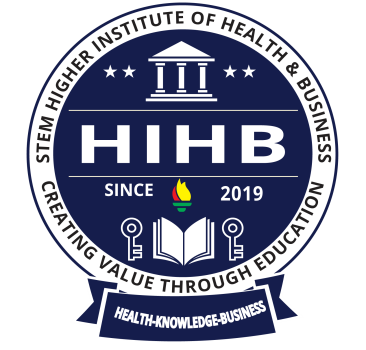 STEM HIGHER INSTITUTE OF HEALTH & BUSINESS
HIHB
SINCE 2019
CREATING VALUE THROUGH EDUCATION
HEALTH-KNOWLEDGE-BUSINESS